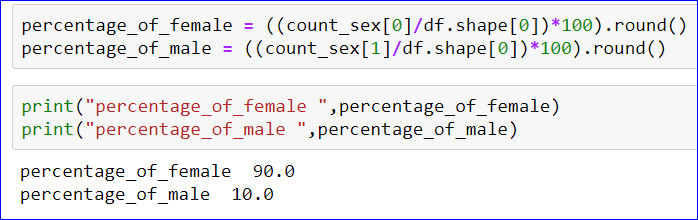 percentage_of_female = ((count_sex[0]/df.shape[0])*100).round()
percentage_of_male = ((count_sex[1]/df.shape[0])*100).round()
print("percentage_of_female ",percentage_of_female)
print("percentage_of_male ",percentage_of_male)
percentage_of_female  90.0
percentage_of_male  10.0